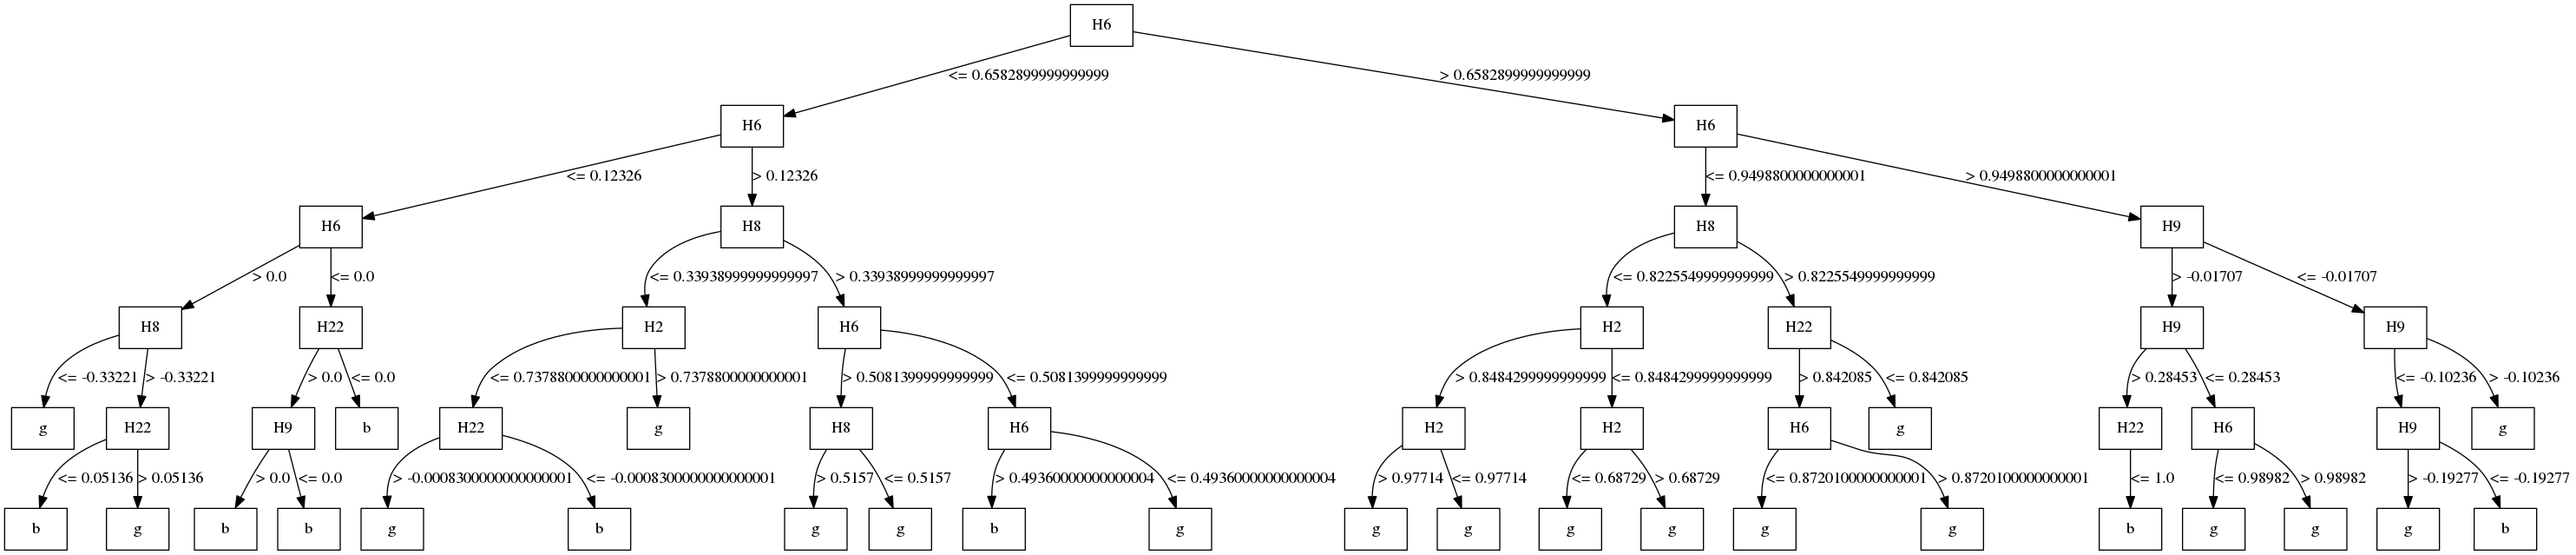 H6
<= 0.6582899999999999 > 0.6582899999999999
H6 H6
<= 0.12326 > 0.12326 <= 0.9498800000000001 > 0.9498800000000001
H6 H8 H8 H9
> 0.0 <= 0.0 <= 0.33938999999999997 > 0.33938999999999997 <= 0.8225549999999999 > 0.8225549999999999 > -0.01707 <= -0.01707
H8 H22 H2 H6 H2 H22 H9 H9
<= -0.33221 > -0.33221 > 0.0 <= 0.0 <= 0.7378800000000001 > 0.7378800000000001 > 0.5081399999999999 <= 0.5081399999999999 > 0.8484299999999999 <= 0.8484299999999999 > 0.842085 <= 0.842085 > 0.28453 <= 0.28453 <= -0.10236 > -0.10236
g H22 H9 b H22 g H8 H6 H2 H2 H6 g H22 H6 H9 g
<= 0.05136 > 0.05136 > 0.0 <= 0.0 > -0.0008300000000000001 <= -0.0008300000000000001 > 0.5157 <= 0.5157 > 0.49360000000000004 <= 0.49360000000000004 > 0.97714 <= 0.97714 <= 0.68729 > 0.68729 <= 0.8720100000000001 > 0.8720100000000001 <= 1.0 <= 0.98982 > 0.98982 > -0.19277 <= -0.19277
b g b b g b g g b g g g g g g g b g g g b